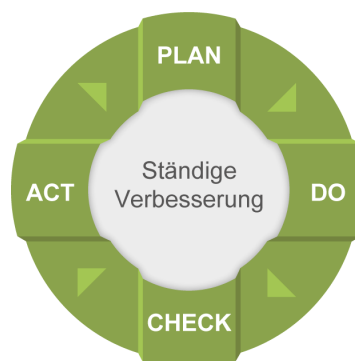 PLAN
ACT
Ständige
Verbesserung
DO
CHECK